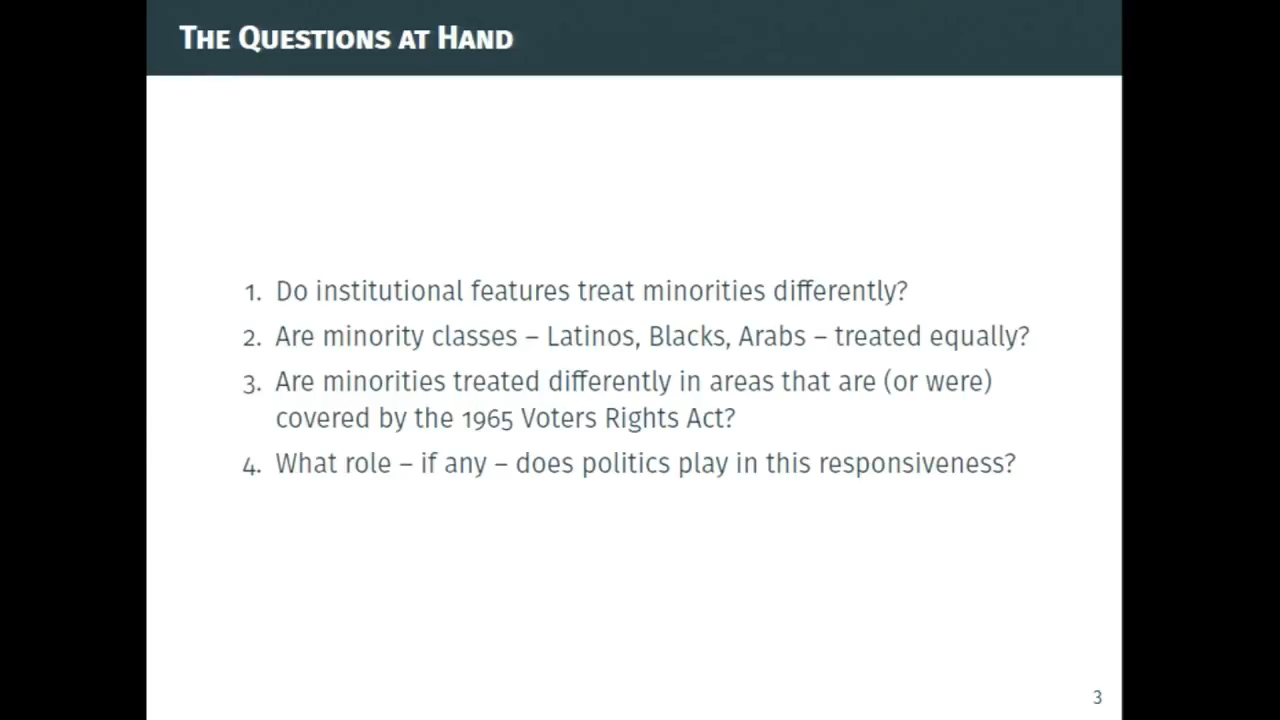 The Questions at Hand
1. Do institutional features treat minorities differently?
2. Are minority classes – Latinos, Blacks, Arabs – treated equally?
3. Are minorities treated differently in areas that are (or were)
covered by the 1965 Voters Rights Act?
4. What role – if any – does politics play in this responsiveness?
3